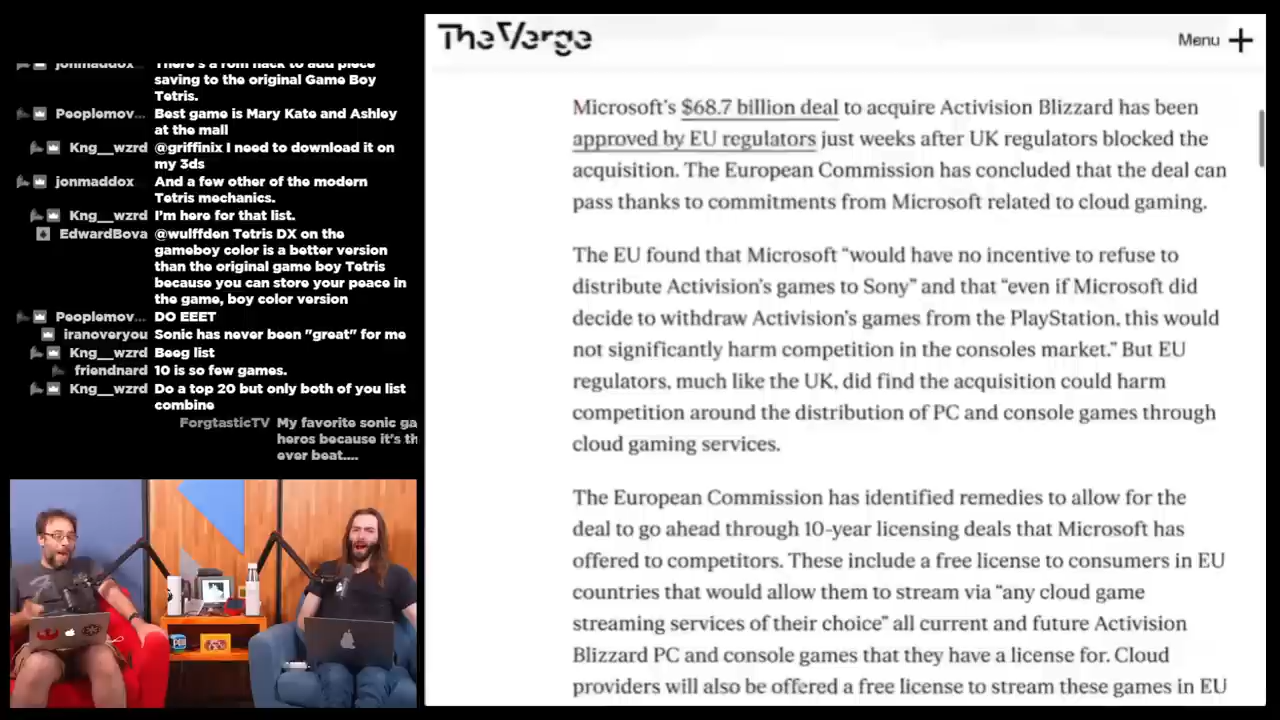 jonmaddox There's a rom hack to add piece
saving to the original Game Boy
Tetris.
Peoplemov... Best game is Mary Kate and Ashley
at the mall
Kng__wzrd @griffinix I need to download it on
my 3ds
jonmaddox And a few other of the modern
Tetris mechanics.
Kng__wzrd I'm here for that list.
EdwardBova @wulffden Tetris DX on the
gameboy color is a better version
than the original game boy Tetris
because you can store your peace in
the game, boy color version
Peoplemov... DO EEET
iranoveryou Sonic has never been "great" for me
Kng__wzrd Beeg list
friendnard 10 is so few games.
Kng__wzrd Do a top 20 but only both of you list
combine
ForgtasticTV My favorite sonic ga
heros because it's th
ever beat....
The Verge
Menu +
Microsoft's $68.7 billion deal to acquire Activision Blizzard has been
approved by EU regulators just weeks after UK regulators blocked the
acquisition. The European Commission has concluded that the deal can
pass thanks to commitments from Microsoft related to cloud gaming.
The EU found that Microsoft “would have no incentive to refuse to
distribute Activision's games to Sony” and that “even if Microsoft did
decide to withdraw Activision's games from the PlayStation, this would
not significantly harm competition in the consoles market.” But EU
regulators, much like the UK, did find the acquisition could harm
competition around the distribution of PC and console games through
cloud gaming services.
The European Commission has identified remedies to allow for the
deal to go ahead through 10-year licensing deals that Microsoft has
offered to competitors. These include a free license to consumers in EU
countries that would allow them to stream via “any cloud game
streaming services of their choice” all current and future Activision
Blizzard PC and console games that they have a license for. Cloud
providers will also be offered a free license to stream these games in EU